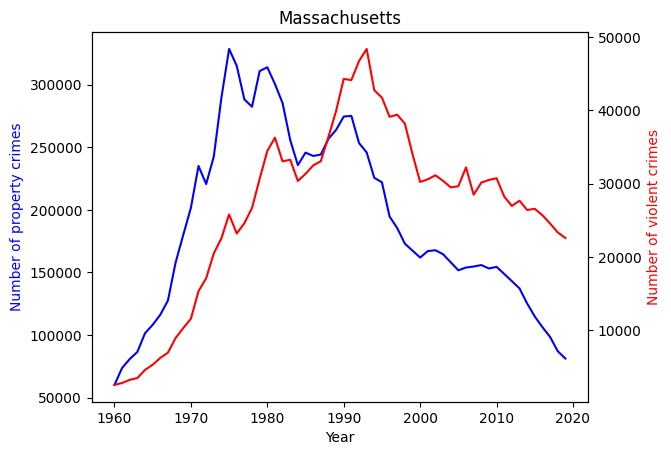 Massachusetts
Number of property crimes
300000
250000
200000
150000
100000
50000
50000
40000
30000
20000
10000
Number of violent crimes
1960 1970 1980 1990 2000 2010 2020
Year